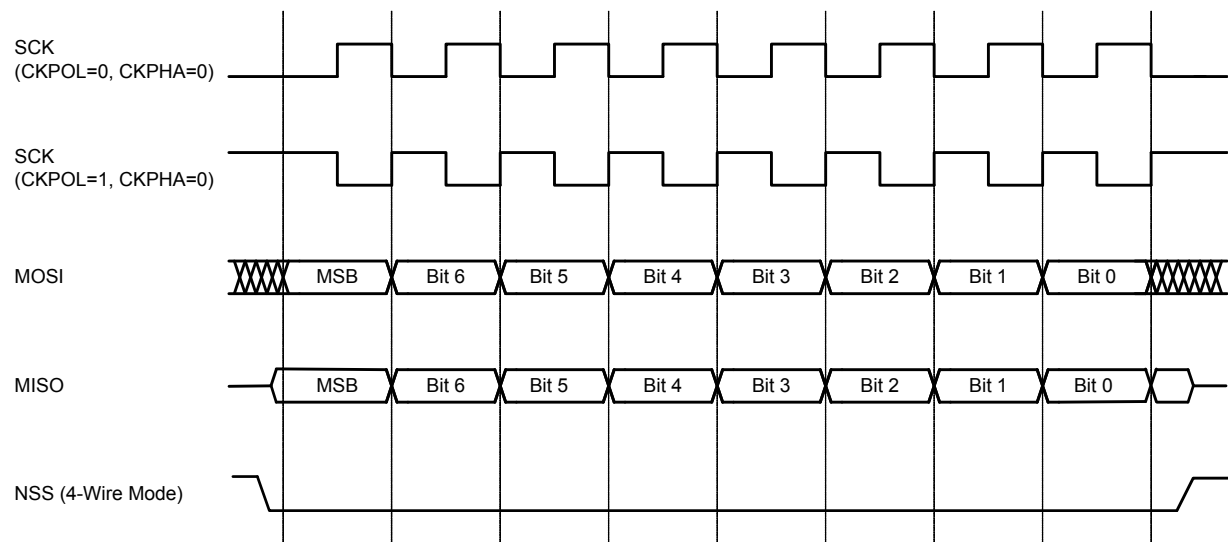 SCK
(CKPOL=0, CKPHA=0)
SCK
(CKPOL=1, CKPHA=0)
MOSI
MSB Bit 6 Bit 5 Bit 4 Bit 3 Bit 2 Bit 1 Bit 0
MISO
MSB Bit 6 Bit 5 Bit 4 Bit 3 Bit 2 Bit 1 Bit 0
NSS (4-Wire Mode)